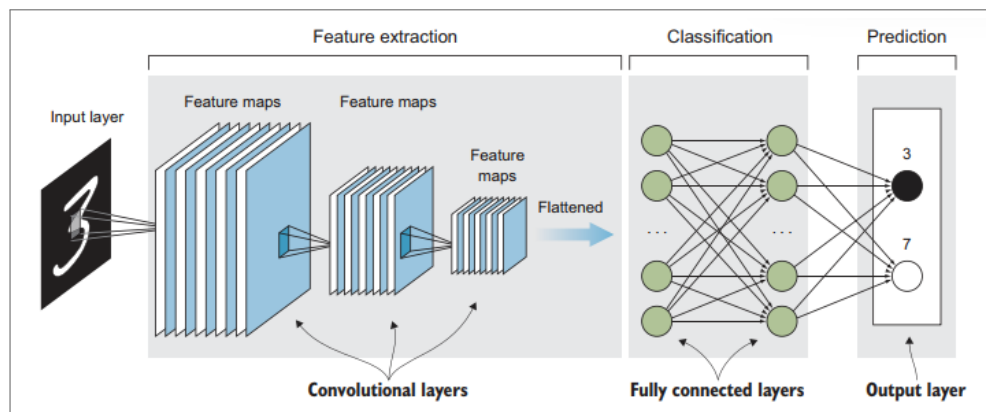 Feature extraction
Classification
Prediction
Input layer
Feature maps
Feature maps
Feature
maps
Flattened
3
. . .
. . .
3
7
Convolutional layers
Fully connected layers
Output layer